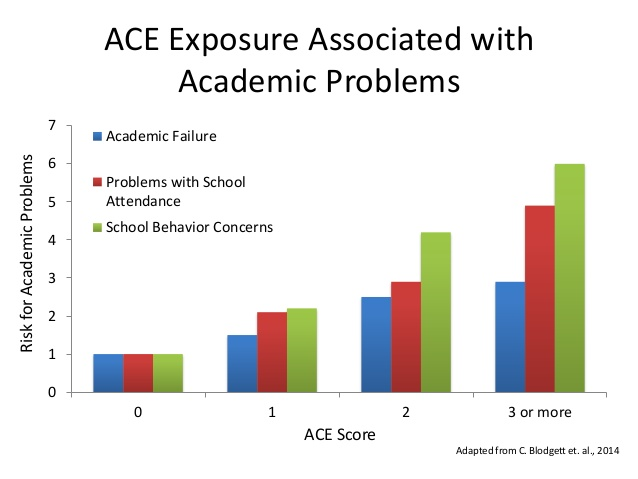 ACE Exposure Associated with
Academic Problems
7
6
5
4
3
2
1
0
Risk for Academic Problems
Academic Failure
Problems with School
Attendance
School Behavior Concerns
0 1 2 3 or more
ACE Score
Adapted from C. Blodgett et. al., 2014